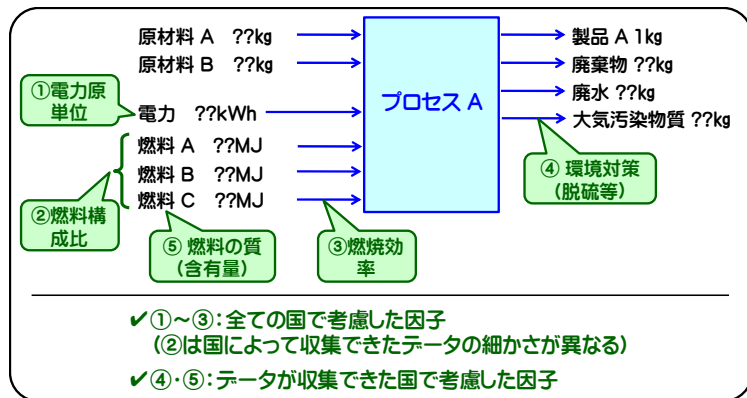 原材料 A ??kg
原材料 B ??kg
①電力原
単位
電力 ??kWh
燃料 A ??MJ
燃料 B ??MJ
燃料 C ??MJ
②燃料構
成比
⑤ 燃料の質
(含有量)
③燃焼効
率
プロセス A
製品 A 1kg
廃棄物 ??kg
廃水 ??kg
大気汚染物質 ??kg
④ 環境対策
(脱硫等)
✔①~③:全ての国で考慮した因子
(②は国によって収集できたデータの細かさが異なる)
✔④・⑤:データが収集できた国で考慮した因子